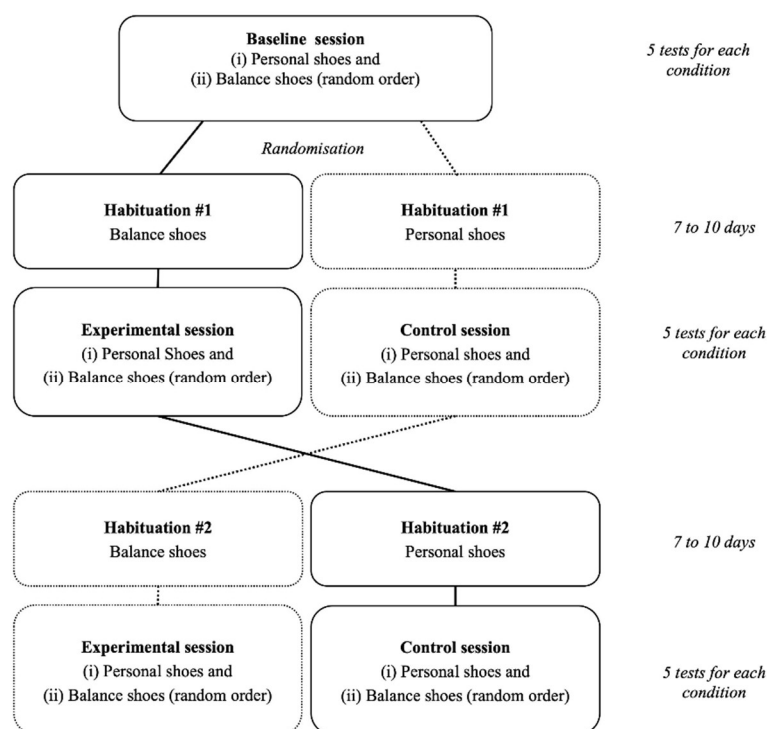 Baseline session
(i) Personal shoes and
(ii) Balance shoes (random order)
5 tests for each
condition
Randomisation
Habituation #1
Balance shoes
Habituation #1
Personal shoes
7 to 10 days
Experimental session
(i) Personal Shoes and
(ii) Balance shoes (random order)
Control session
(i) Personal shoes and
(ii) Balance shoes (random order)
5 tests for each
condition
Habituation #2
Balance shoes
Habituation #2
Personal shoes
7 to 10 days
Experimental session
(i) Personal shoes and
(ii) Balance shoes (random order)
Control session
(i) Personal shoes and
(ii) Balance shoes (random order)
5 tests for each
condition